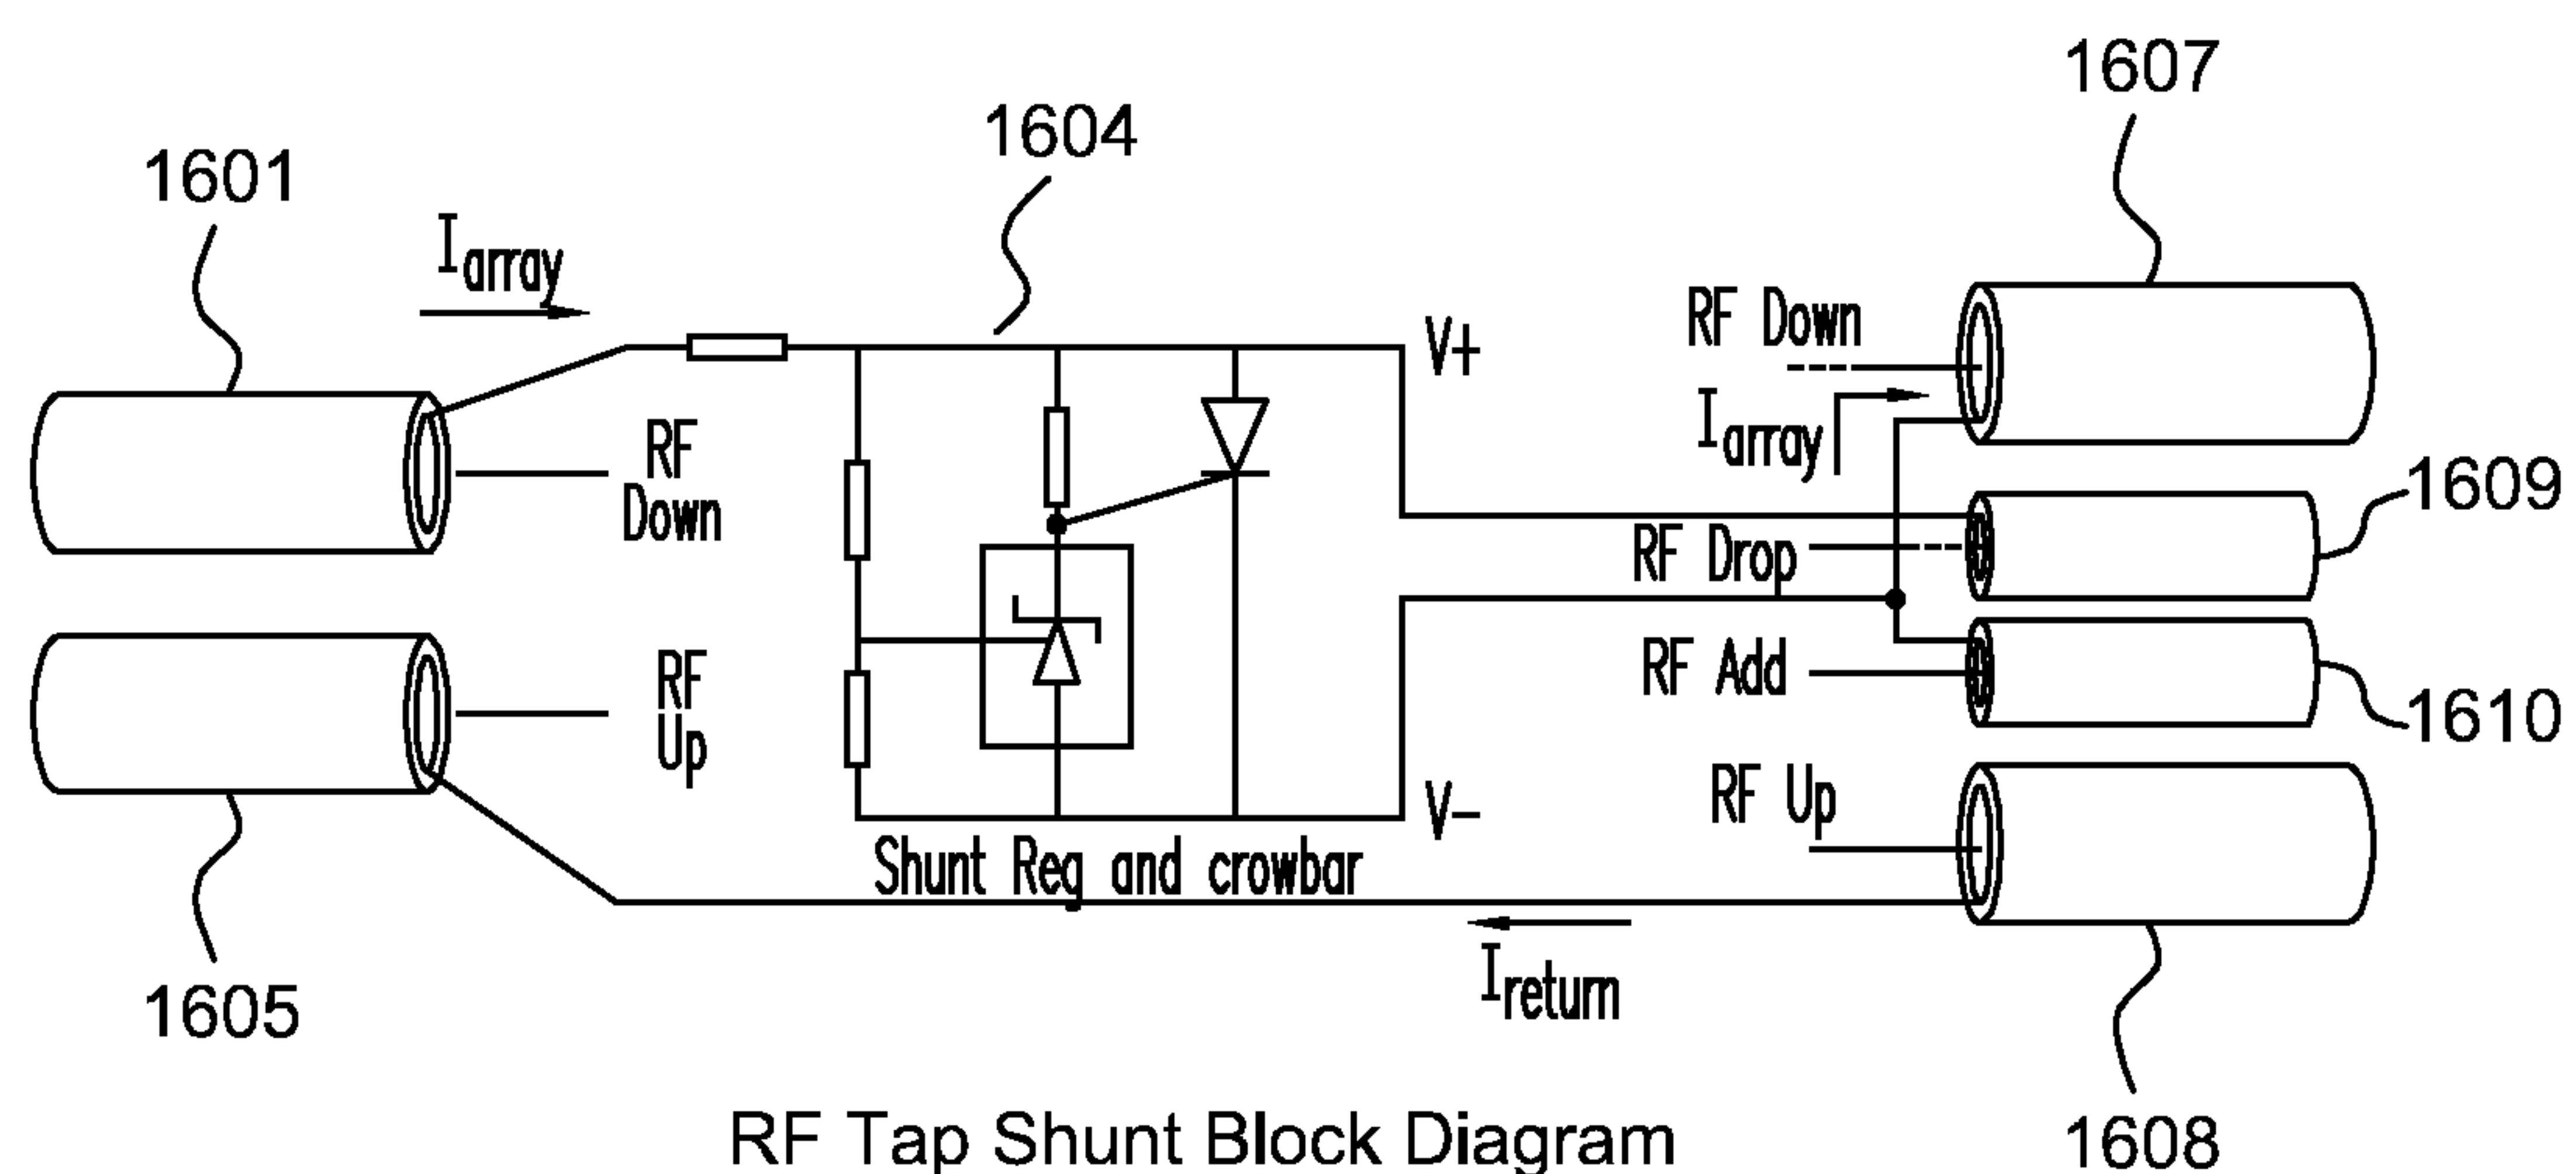 1607
1604
1601
Iarray
RF Down
V+
Iarray
RF
Down
1609
RF Drop
RF Add
RF
Up
1610
RF Up
V-
Shunt Reg and crowbar
Ireturn
1605
1608
RF Tap Shunt Block Diagram